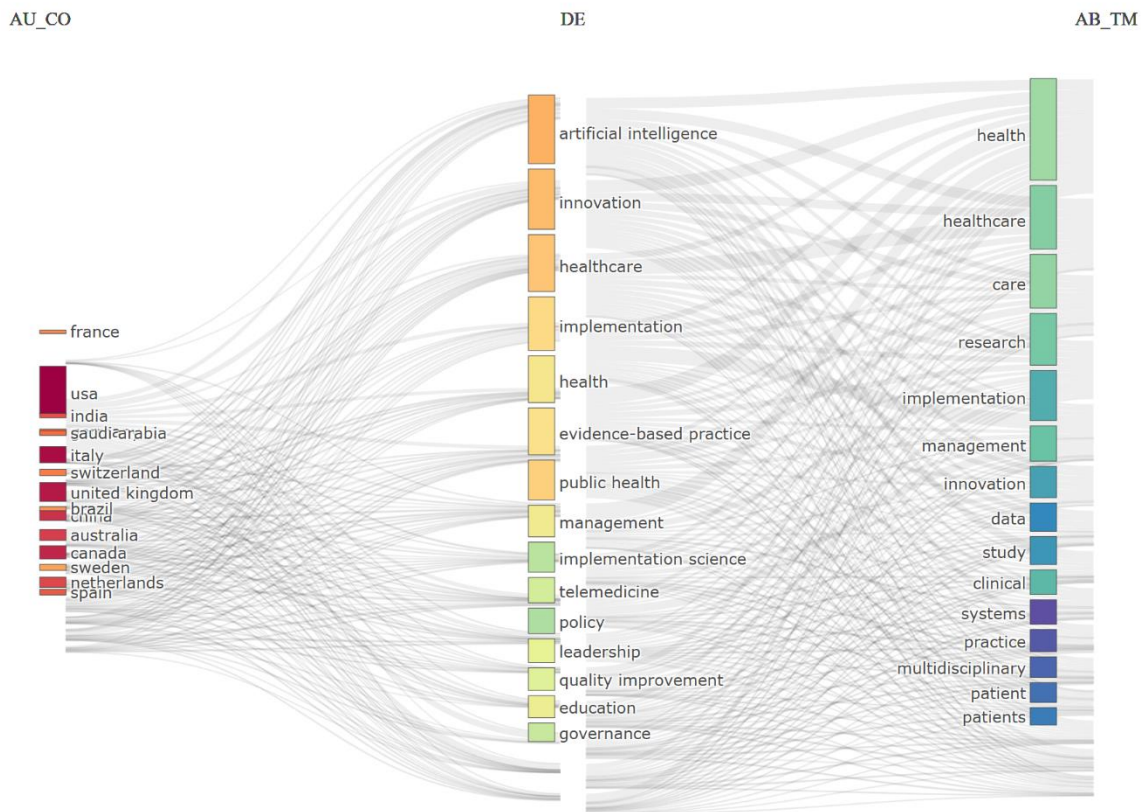 AU_CO
DE
AB_TM
france
usa
india
saudi arabia
italy
switzerland
united kingdom
brazil
china
australia
canada
sweden
netherlands
spain
artificial intelligence
innovation
healthcare
implementation
health
evidence-based practice
public health
management
implementation science
telemedicine
policy
leadership
quality improvement
education
governance
health
healthcare
care
research
implementation
management
innovation
data
study
clinical
systems
practice
multidisciplinary
patient
patients